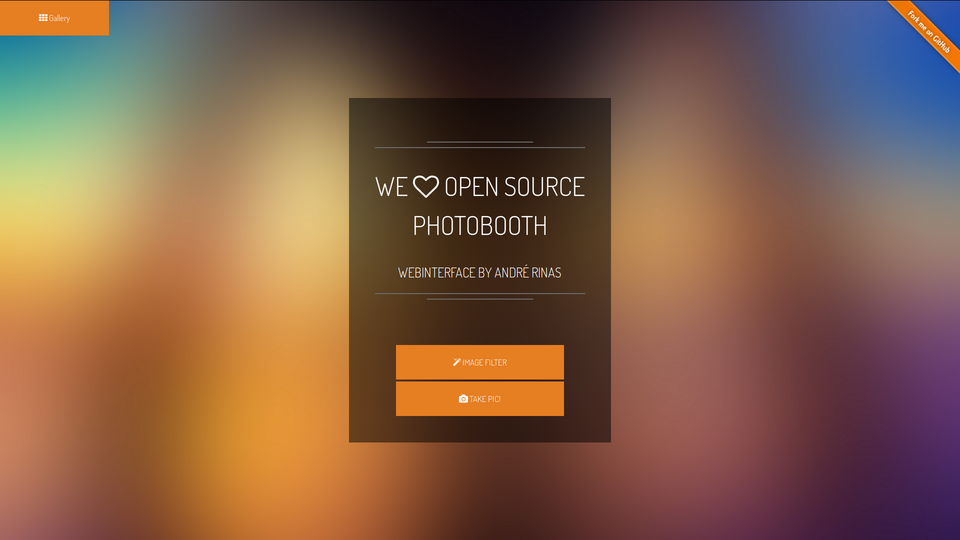 Gallery
Fork me on GitHub
WE OPEN SOURCE
PHOTOBOOTH
WEBINTERFACE BY ANDRÉ RINAS
IMAGE FILTER
TAKE PIC!